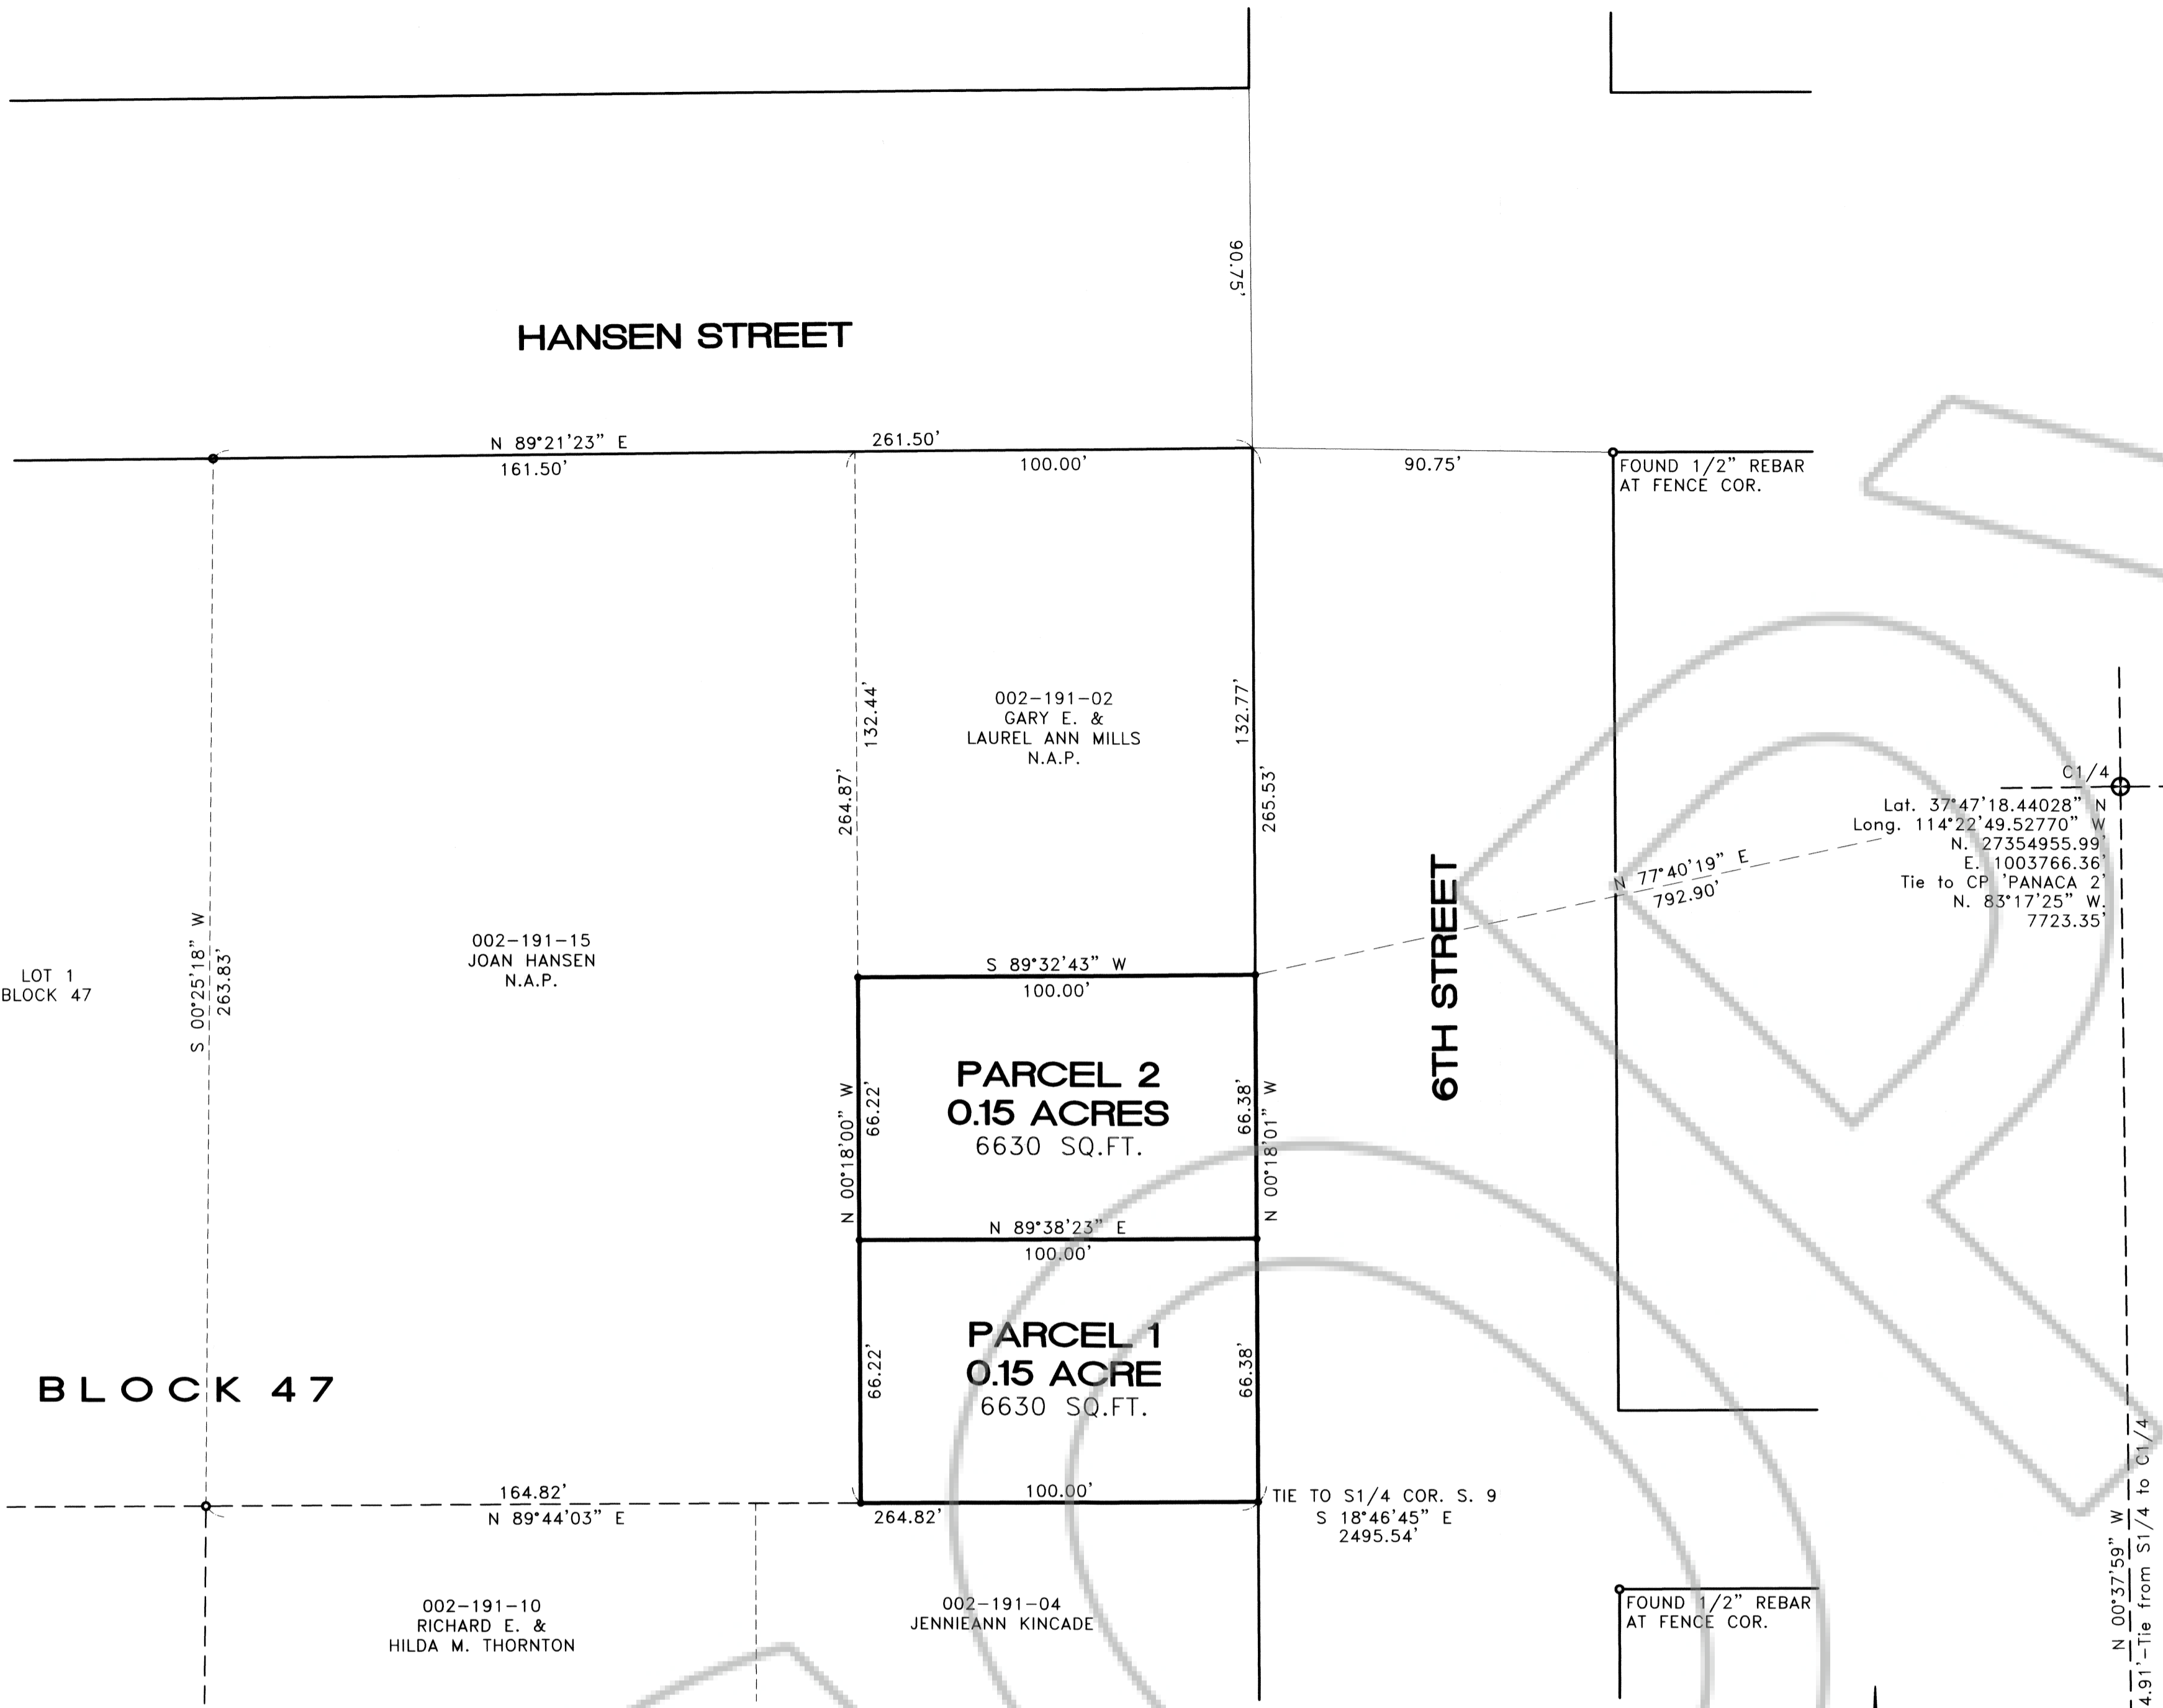 90.75'
HANSEN STREET
N 89°21'23" E
261.50'
161.50'
100.00'
90.75'
FOUND 1/2" REBAR
AT FENCE COR.
132.44'
264.87'
002-191-02
GARY E. &
LAUREL ANN MILLS
N.A.P.
132.77'
265.53'
C1/4
Lat. 37°47'18.44028" N
Long. 114°22'49.52770" W
N. 27354955.99'
E. 1003766.36'
Tie to CP 'PANACA 2'
N. 83°17'25" W.
7723.35'
N 77°40'19" E
792.90'
6TH STREET
LOT 1
BLOCK 47
S 00°25'18" W
263.83'
002-191-15
JOAN HANSEN
N.A.P.
S 89°32'43" W
100.00'
N 00°18'00" W
66.22'
PARCEL 2
0.15 ACRES
6630 SQ.FT.
66.38'
N 00°18'01" W
N 89°38'23" E
100.00'
66.22'
PARCEL 1
0.15 ACRE
6630 SQ.FT.
66.38'
BLOCK 47
164.82'
N 89°44'03" E
100.00'
264.82'
TIE TO S1/4 COR. S. 9
S 18°46'45" E
2495.54'
002-191-10
RICHARD E. &
HILDA M. THORNTON
002-191-04
JENNIEANN KINCADE
FOUND 1/2" REBAR
AT FENCE COR.
N 00°37'59" W
4.91'-Tie from S1/4 to C1/4